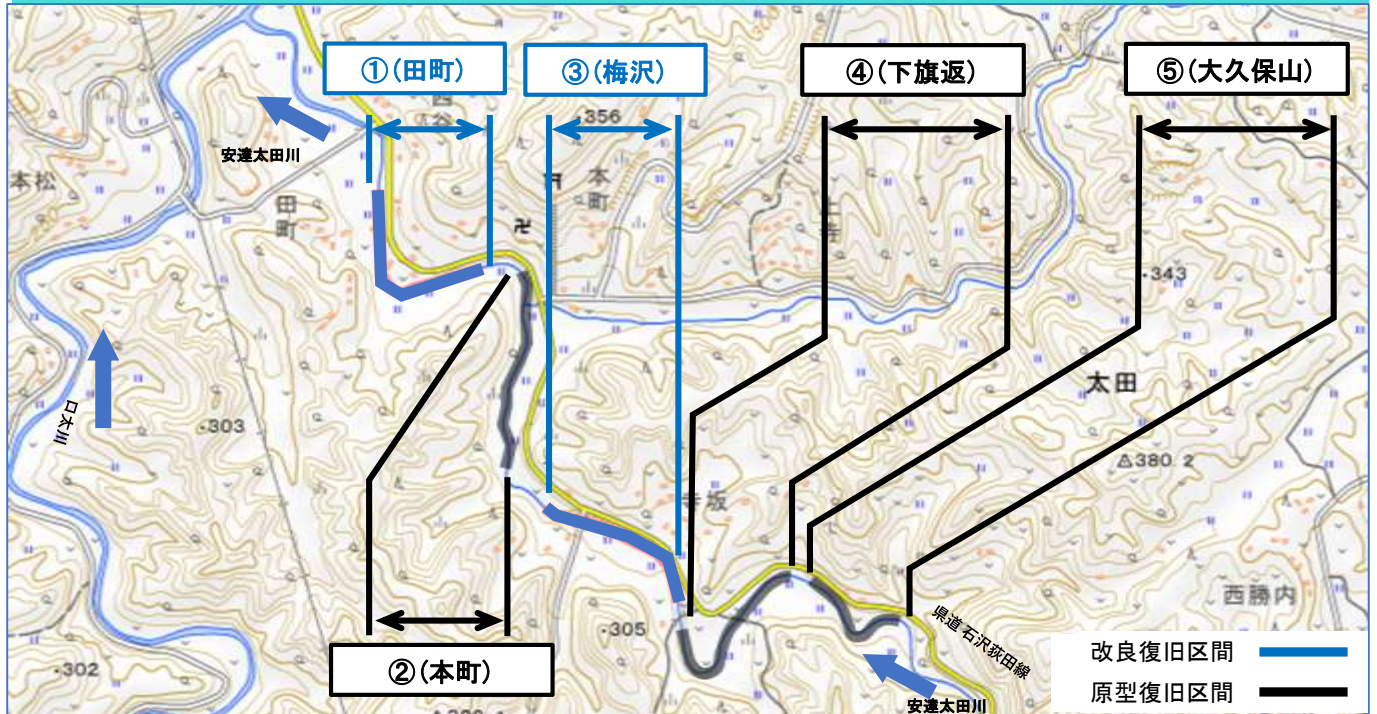 ①(田町)
③(梅沢)
④(下旗返)
⑤(大久保山)
356
安達太田川
本松
田町
本町
343
太田
口太川
303
380.2
寺坂
西勝内
305
県道 石沢荻田線
②(本町)
302
安達太田川
改良復旧区間
原型復旧区間